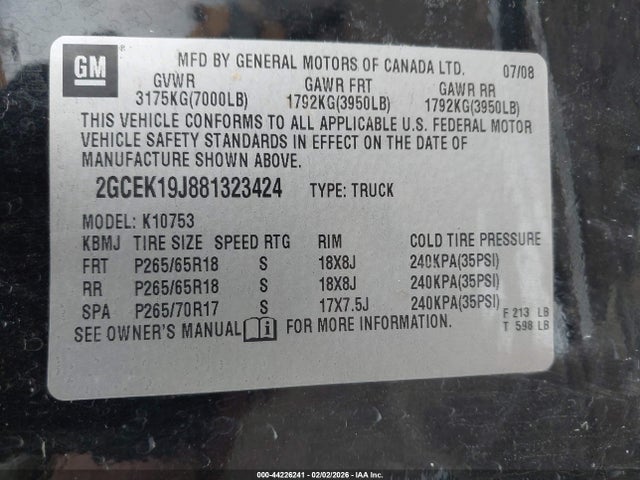 GM
MFD BY GENERAL MOTORS OF CANADA LTD. 07/08
GVWR GAWR FRT GAWR RR
3175KG(7000LB) 1792KG(3950LB) 1792KG(3950LB)
THIS VEHICLE CONFORMS TO ALL APPLICABLE U.S. FEDERAL MOTOR
VEHICLE SAFETY STANDARDS IN EFFECT ON THE DATE OF
MANUFACTURE SHOWN ABOVE.
2GCEK19J881323424 TYPE: TRUCK
MODEL: K10753
KBMJ TIRE SIZE SPEED RTG RIM COLD TIRE PRESSURE
FRT P265/65R18 S 18X8J 240KPA(35PSI)
RR P265/65R18 S 18X8J 240KPA(35PSI)
SPA P265/70R17 S 17X7.5J 240KPA(35PSI)
F 213 LB
SEE OWNER'S MANUAL FOR MORE INFORMATION. T 598 LB
000-44226241 - 02/02/2026 - IAA Inc.